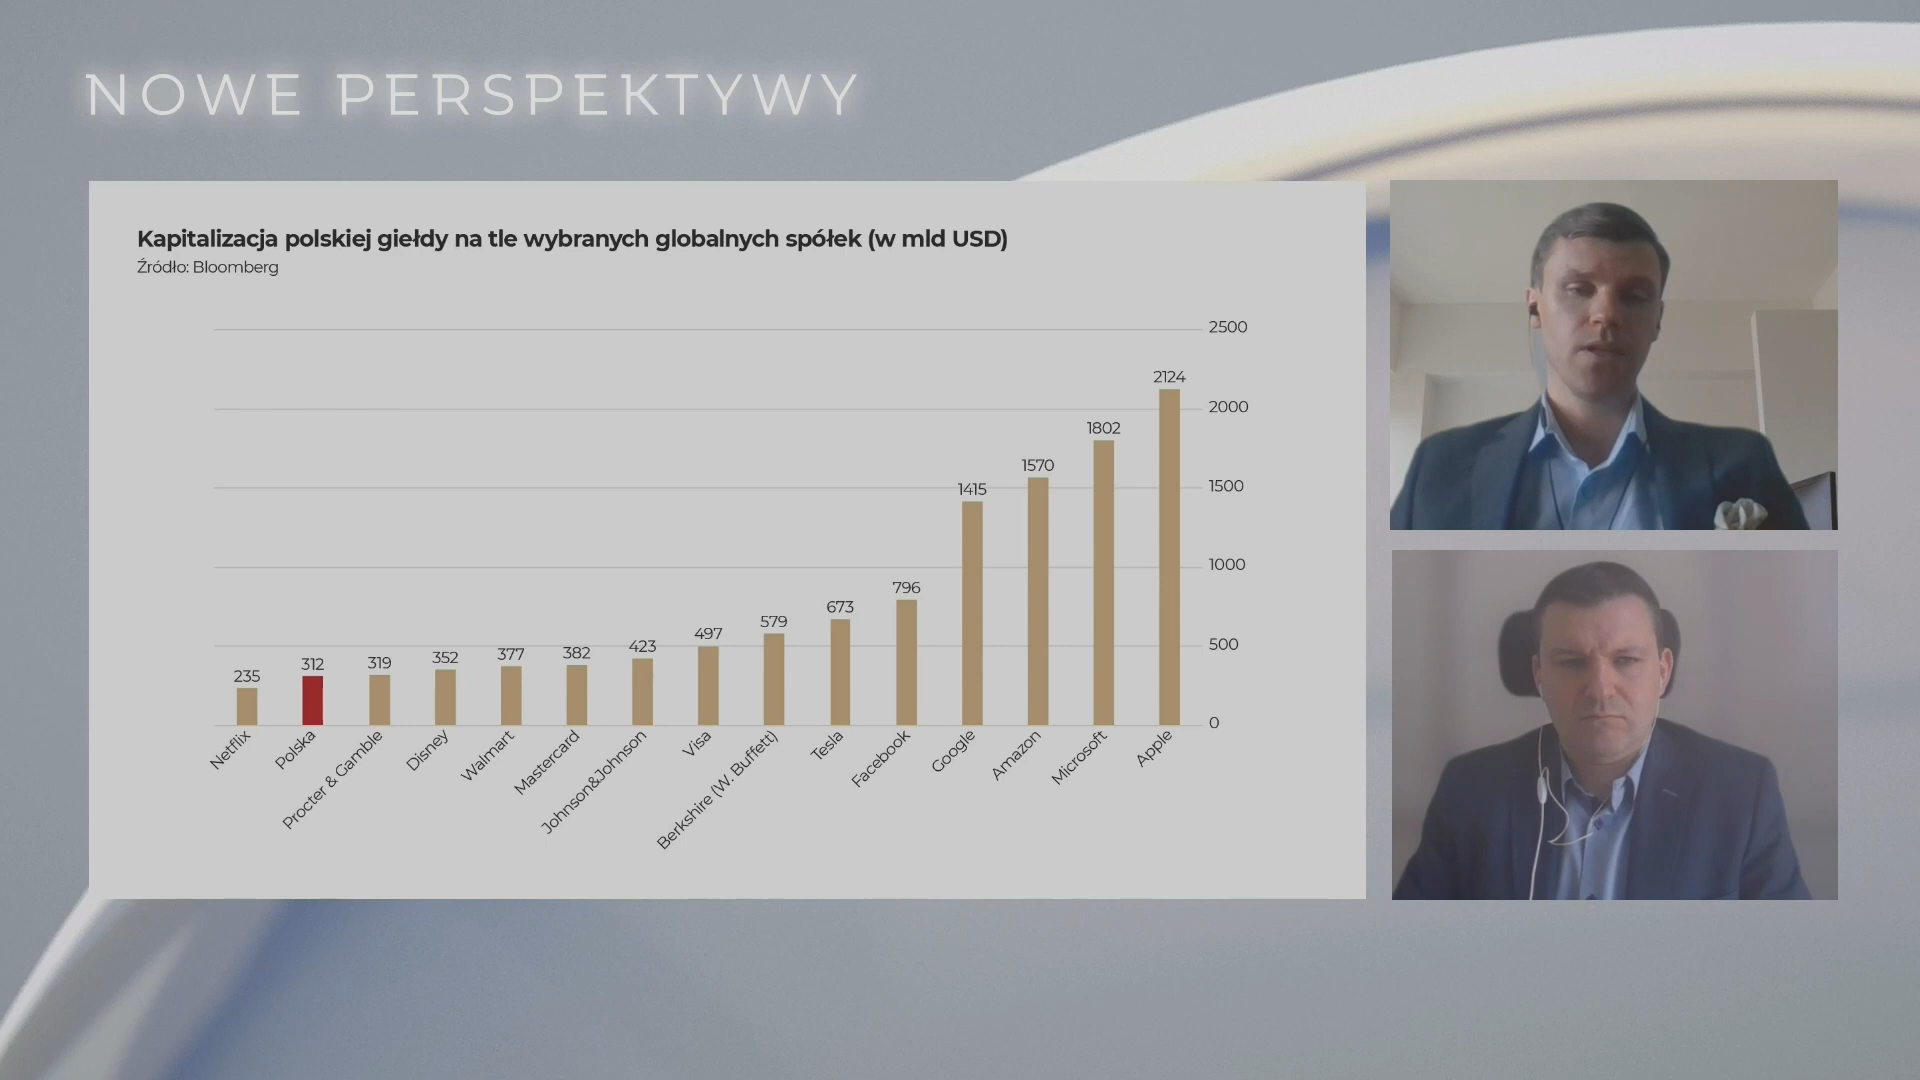 NOWE PERSPEKTYWY
Kapitalizacja polskiej giełdy na tle wybranych globalnych spółek (w mld USD)
Źródło: Bloomberg
2500
2000
1500
1000
500
0
235
312
319
352
377
382
423
497
579
673
796
1415
1570
1802
2124
Netflix
Polska
Procter & Gamble
Disney
Walmart
Mastercard
Johnson&Johnson
Visa
Berkshire (W. Buffett)
Tesla
Facebook
Google
Amazon
Microsoft
Apple